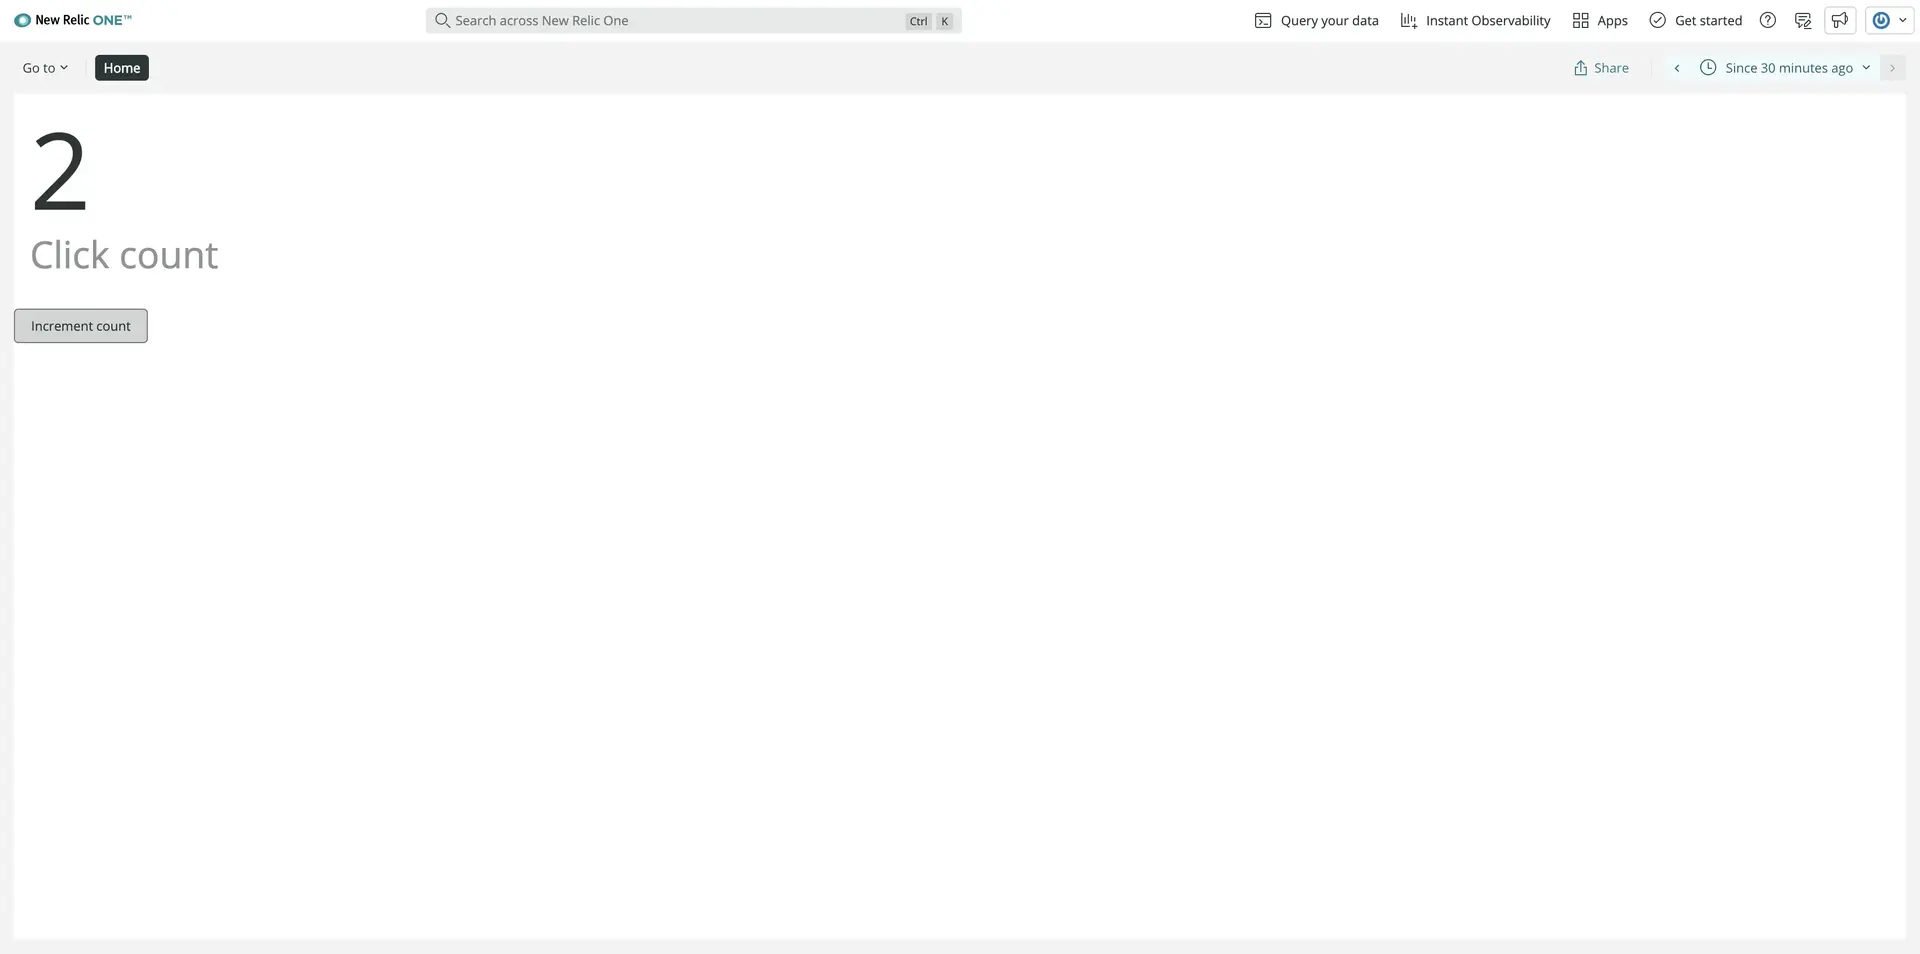 New Relic ONE™
Search across New Relic One
Ctrl K
Query your data
Instant Observability
Apps
Get started
Go to
Home
Share
Since 30 minutes ago
2
Click count
Increment count